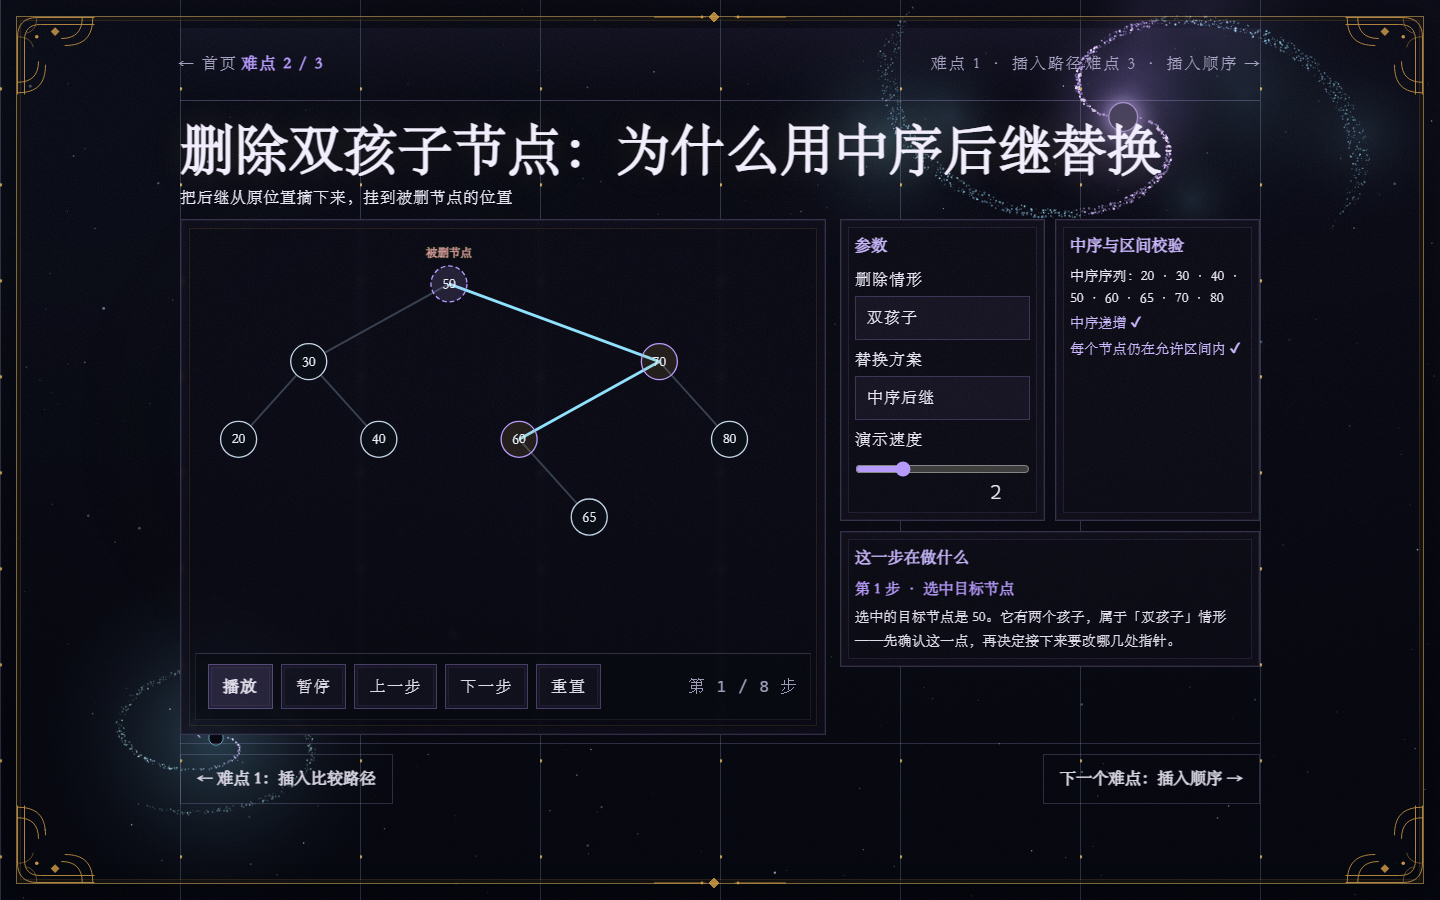 ← 首页 难点 2 / 3
难点 1 · 插入路径 难点 3 · 插入顺序 →
删除双孩子节点：为什么用中序后继替换
把后继从原位置摘下来，挂到被删节点的位置
被删节点
50
30
70
20
40
60
80
65
播放
暂停
上一步
下一步
重置
第 1 / 8 步
参数
删除情形
双孩子
替换方案
中序后继
演示速度
2
中序与区间校验
中序序列：20 · 30 · 40 ·
50 · 60 · 65 · 70 · 80
中序递增 ✓
每个节点仍在允许区间内 ✓
这一步在做什么
第 1 步 · 选中目标节点
选中的目标节点是 50。它有两个孩子，属于「双孩子」情形
——先确认这一点，再决定接下来要改哪几处指针。
← 难点 1：插入比较路径
下一个难点：插入顺序 →